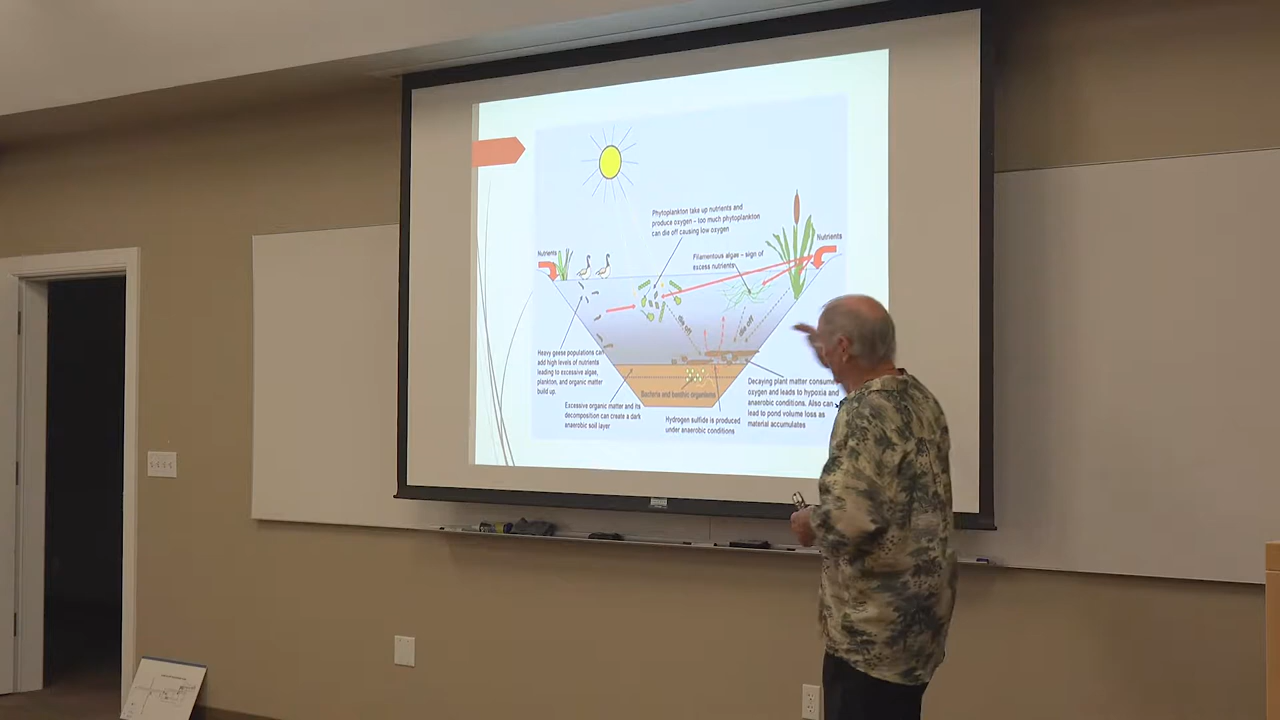 Phytoplankton take up nutrients and
produce oxygen – too much phytoplankton
can die off causing low oxygen
Nutrients
Nutrients
Filamentous algae – sign of
excess nutrients
die off
die off
Heavy geese populations can
add high levels of nutrients
leading to excessive algae,
plankton, and organic matter
build up.
Bacteria and benthic organisms
Excessive organic matter and its
decomposition can create a dark
anaerobic soil layer
Hydrogen sulfide is produced
under anaerobic conditions
Decaying plant matter consumes
oxygen and leads to hypoxia and
anaerobic conditions. Also can
lead to pond volume loss as
material accumulates